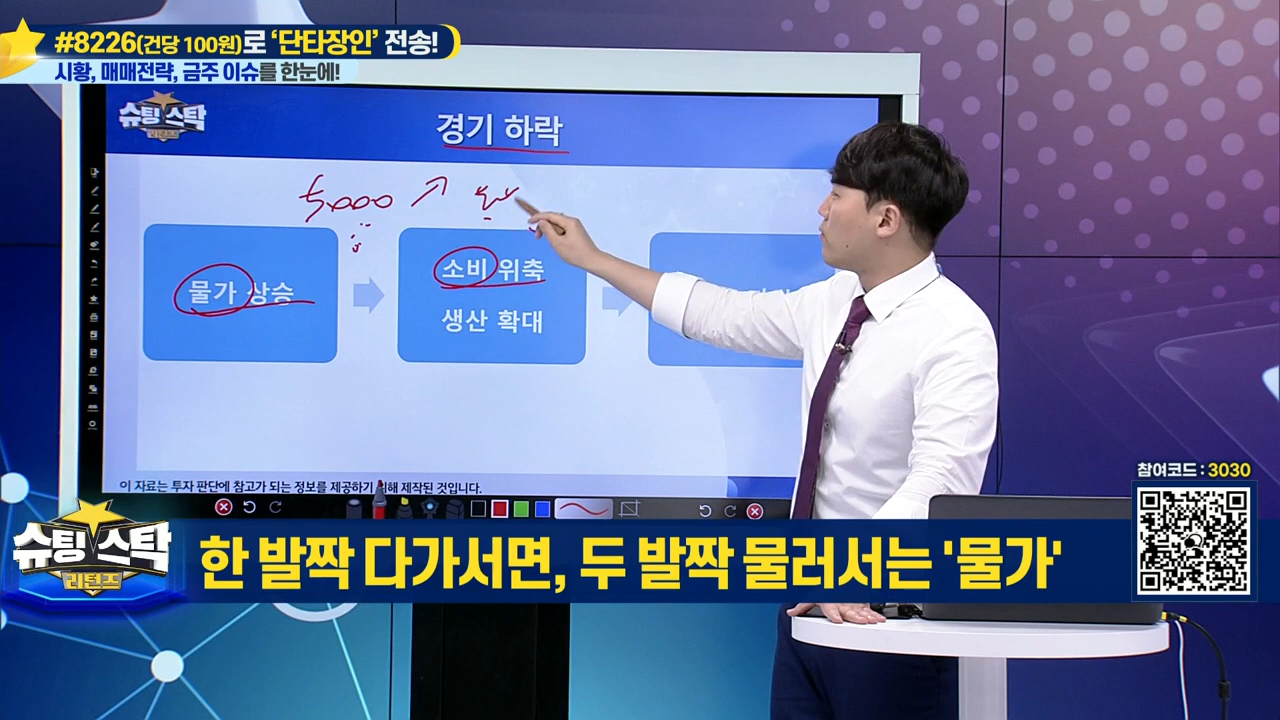 #8226(건당 100원)로 '단타장인' 전송!
시황, 매매전략, 금주 이슈를 한눈에!
슈팅 스탁
리턴즈
경기 하락
5000
물가 상승
소비 위축
생산 확대
이 자료는 투자 판단에 참고가 되는 정보를 제공하기 위해 제작된 것입니다.
참여코드 : 3030
슈팅 스탁
리턴즈
한 발짝 다가서면, 두 발짝 물러서는 '물가'